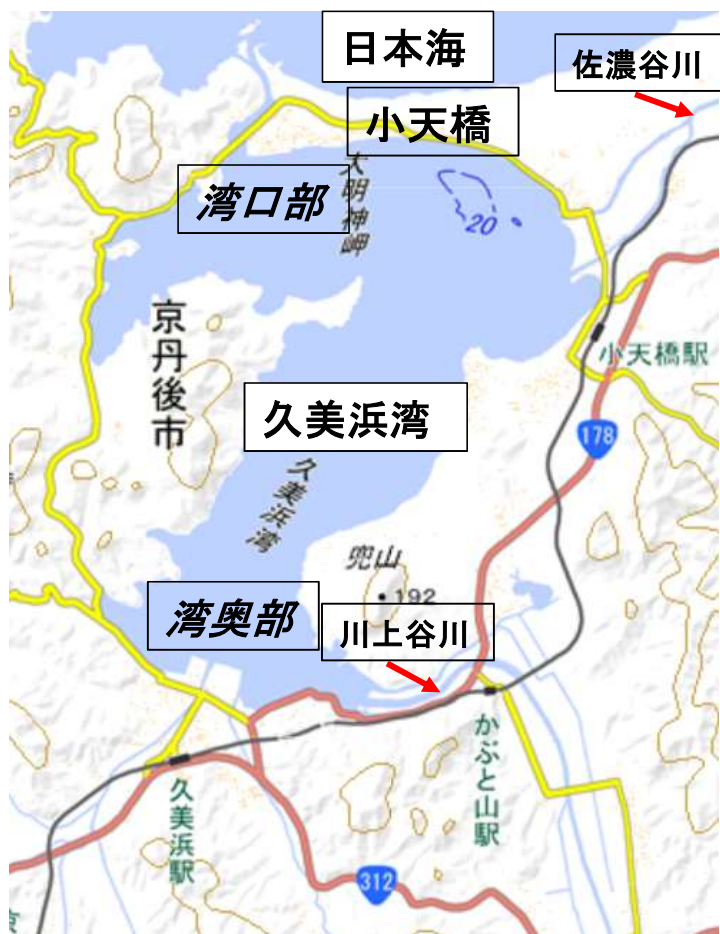 日本海
佐濃谷川
小天橋
湾口部
大明神岬
20
京丹後市
小天橋駅
久美浜湾
178
久美浜湾
兜山
192
湾奥部
川上谷川
かぶと山駅
久美浜駅
312